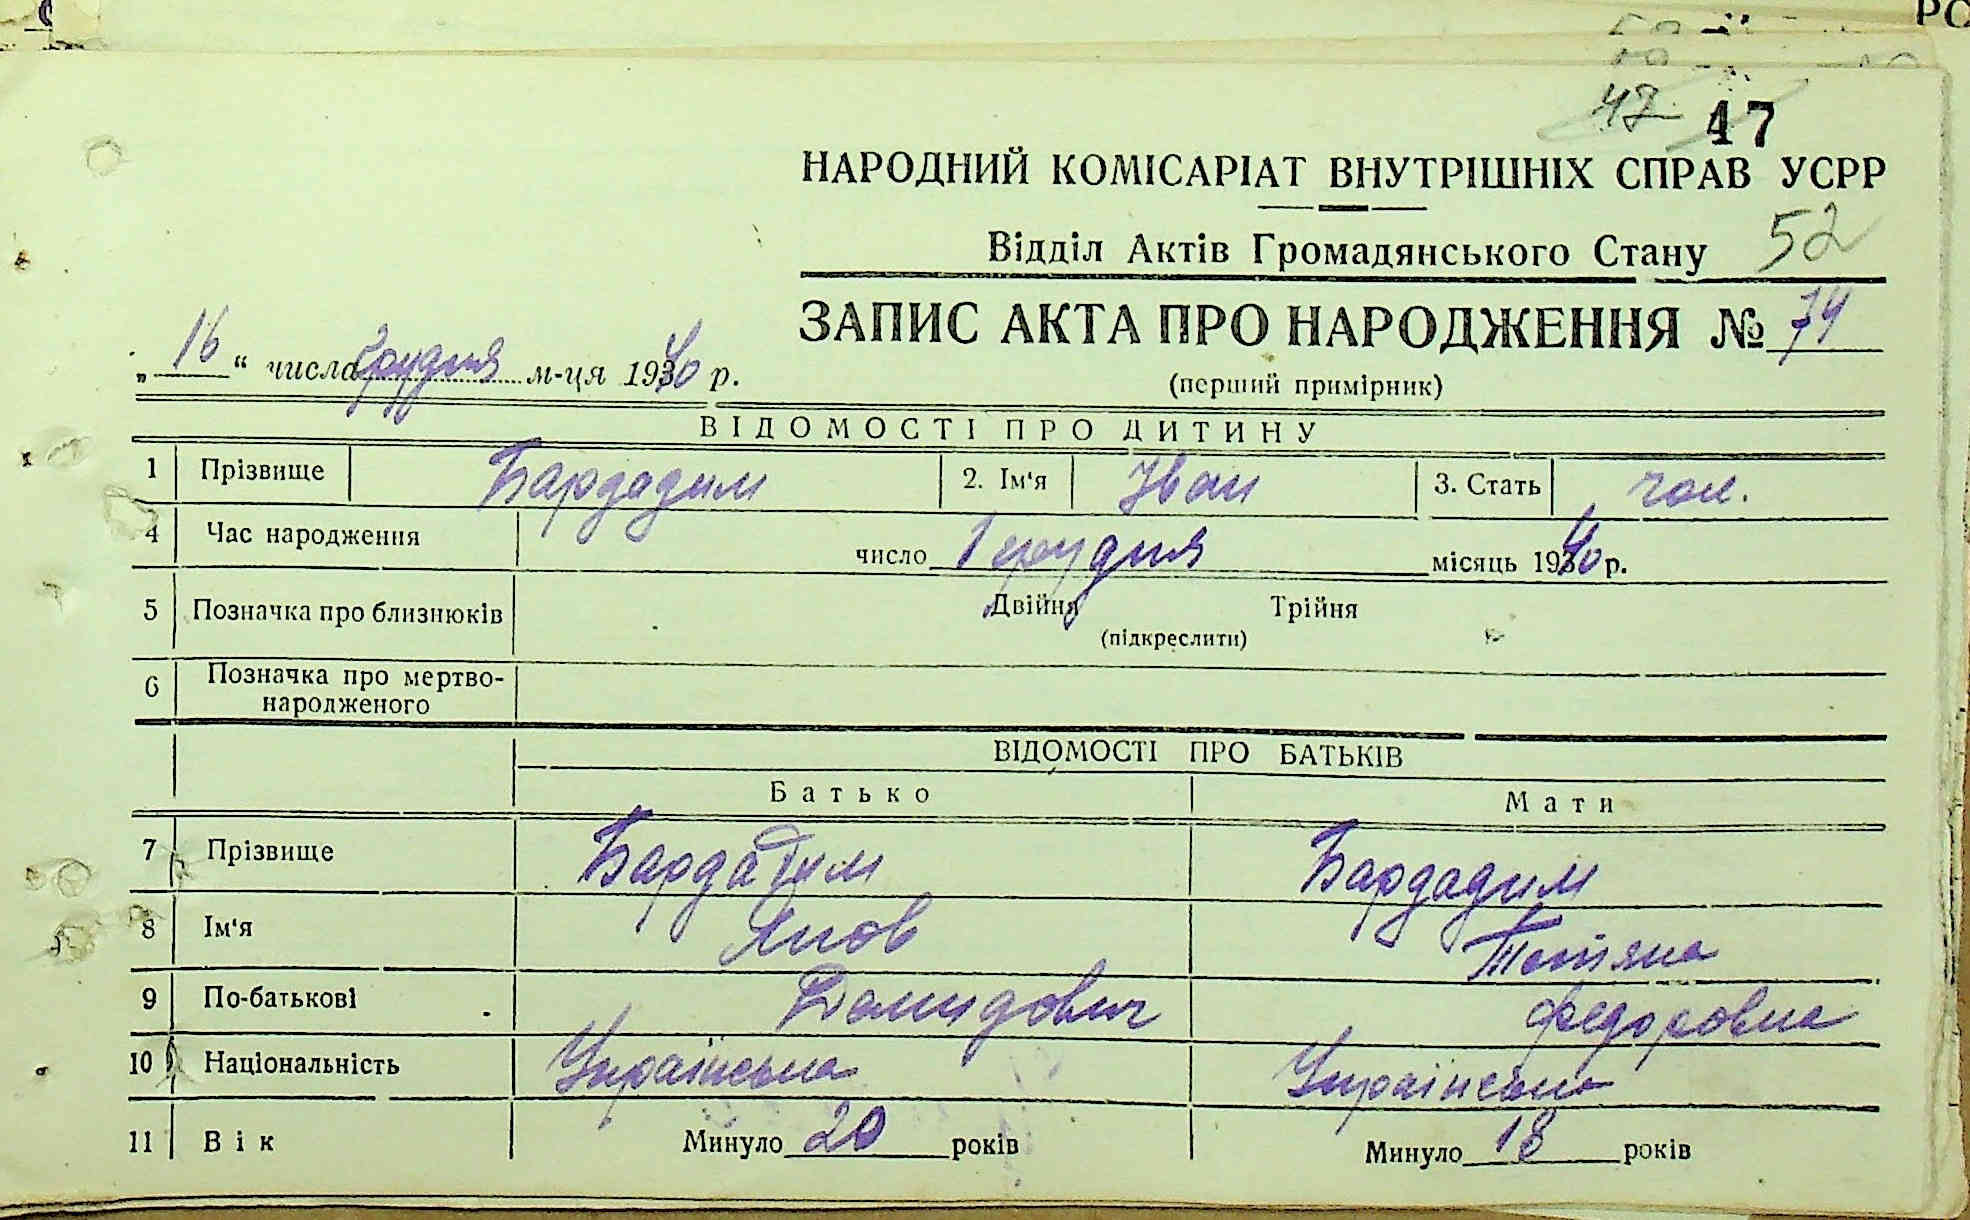 РС
47 47
НАРОДНИЙ КОМІСАРІАТ ВНУТРІШНІХ СПРАВ УСРР
Відділ Актів Громадянського Стану 52
ЗАПИС АКТА ПРО НАРОДЖЕННЯ № 74
„16“ числа грудня м-ця 1940 р.
(перший примірник)
ВІДОМОСТІ ПРО ДИТИНУ
1 Прізвище Бардадим 2. Ім'я Іван 3. Стать чол.
4 Час народження число 1 грудня місяць 1940 р.
5 Позначка про близнюків Двійня Трійня
(підкреслити)
6 Позначка про мертво-
народженого
ВІДОМОСТІ ПРО БАТЬКІВ
Батько Мати
7 Прізвище Бардадим Бардадим
8 Ім'я Яков Тетяна
9 По-батькові Демидович Федоровна
10 Національність Українська Українська
11 Вік Минуло 20 років Минуло 18 років